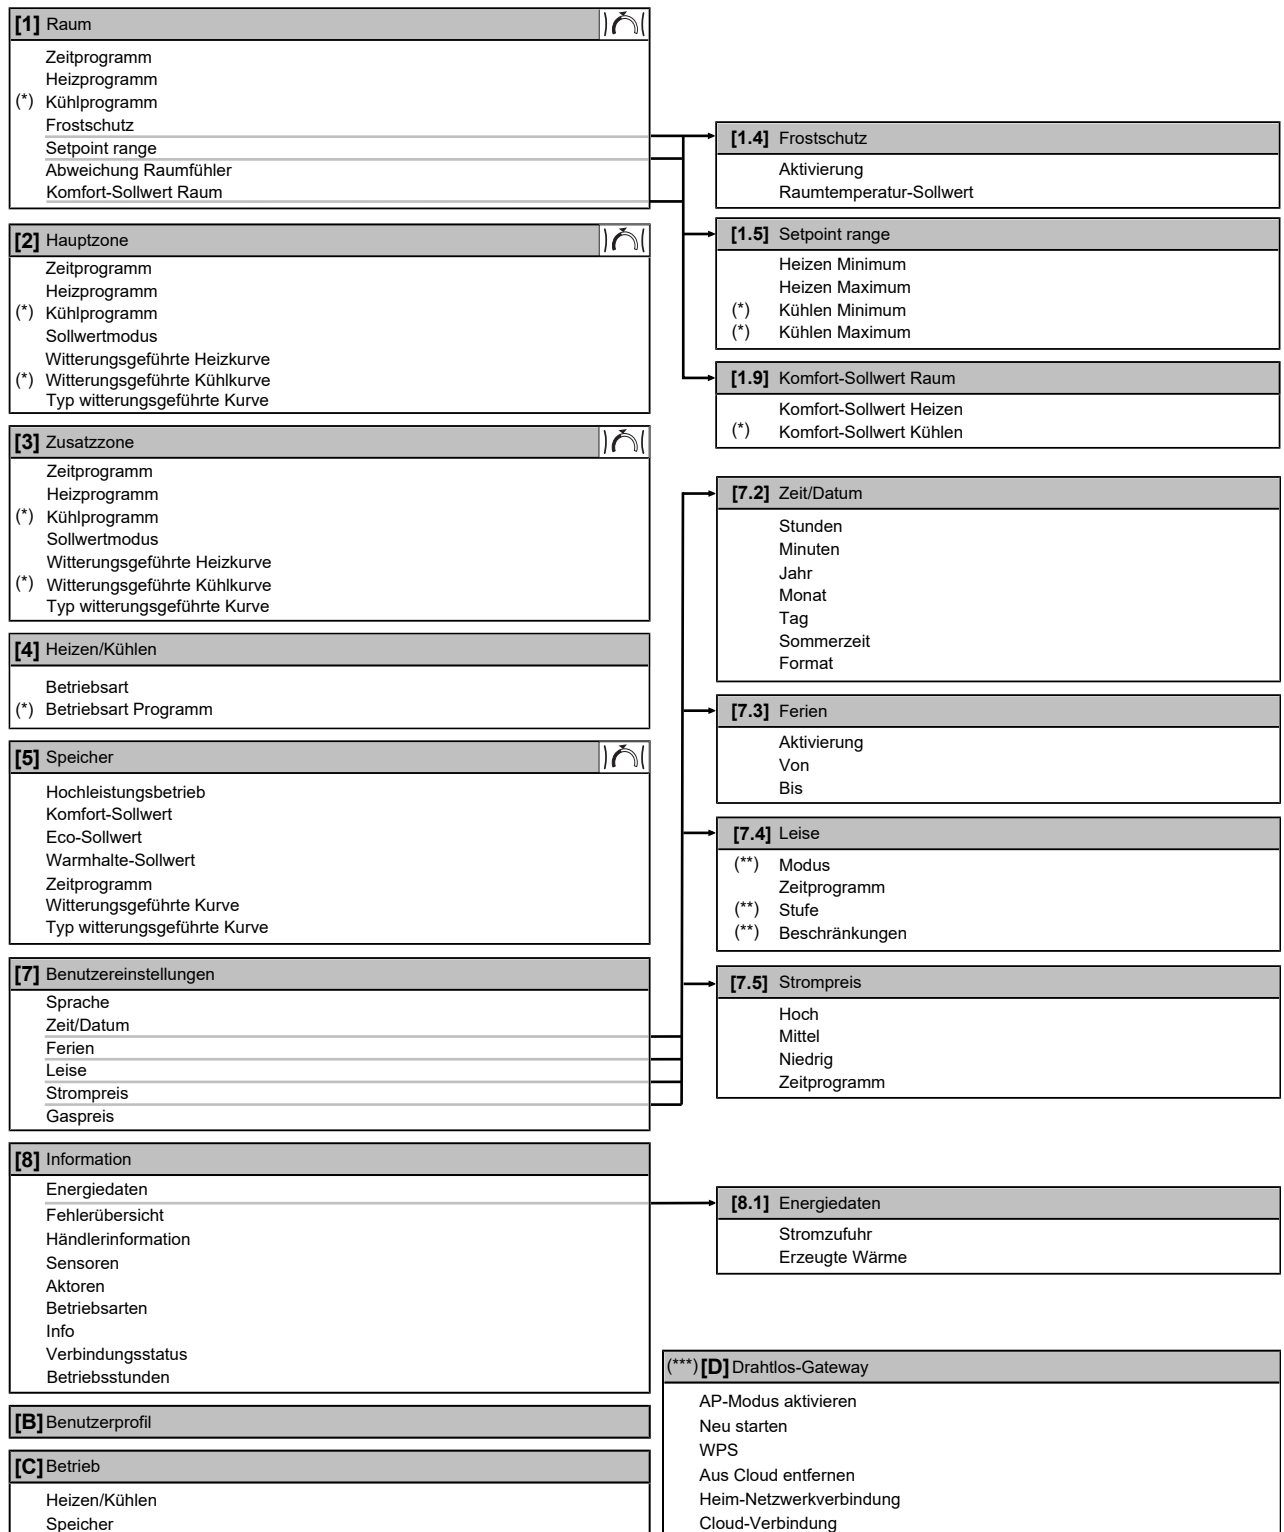 [1] Raum
Zeitprogramm
Heizprogramm
(*) Kühlprogramm
Frostschutz
Setpoint range
Abweichung Raumfühler
Komfort-Sollwert Raum
[2] Hauptzone
Zeitprogramm
Heizprogramm
(*) Kühlprogramm
Sollwertmodus
Witterungsgeführte Heizkurve
(*) Witterungsgeführte Kühlkurve
Typ witterungsgeführte Kurve
[3] Zusatzzone
Zeitprogramm
Heizprogramm
(*) Kühlprogramm
Sollwertmodus
Witterungsgeführte Heizkurve
(*) Witterungsgeführte Kühlkurve
Typ witterungsgeführte Kurve
[4] Heizen/Kühlen
Betriebsart
(*) Betriebsart Programm
[5] Speicher
Hochleistungsbetrieb
Komfort-Sollwert
Eco-Sollwert
Warmhalte-Sollwert
Zeitprogramm
Witterungsgeführte Kurve
Typ witterungsgeführte Kurve
[7] Benutzereinstellungen
Sprache
Zeit/Datum
Ferien
Leise
Strompreis
Gaspreis
[8] Information
Energiedaten
Fehlerübersicht
Händlerinformation
Sensoren
Aktoren
Betriebsarten
Info
Verbindungsstatus
Betriebsstunden
[B] Benutzerprofil
[C] Betrieb
Heizen/Kühlen
Speicher
[1.4] Frostschutz
Aktivierung
Raumtemperatur-Sollwert
[1.5] Setpoint range
Heizen Minimum
Heizen Maximum
(*) Kühlen Minimum
(*) Kühlen Maximum
[1.9] Komfort-Sollwert Raum
Komfort-Sollwert Heizen
(*) Komfort-Sollwert Kühlen
[7.2] Zeit/Datum
Stunden
Minuten
Jahr
Monat
Tag
Sommerzeit
Format
[7.3] Ferien
Aktivierung
Von
Bis
[7.4] Leise
(**) Modus
Zeitprogramm
(**) Stufe
(**) Beschränkungen
[7.5] Strompreis
Hoch
Mittel
Niedrig
Zeitprogramm
[8.1] Energiedaten
Stromzufuhr
Erzeugte Wärme
(***) [D] Drahtlos-Gateway
AP-Modus aktivieren
Neu starten
WPS
Aus Cloud entfernen
Heim-Netzwerkverbindung
Cloud-Verbindung